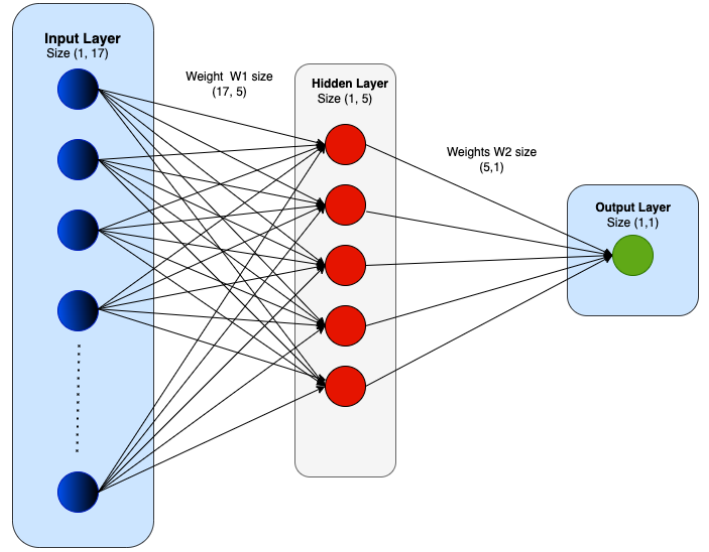 Input Layer
Size (1, 17)
Weight W1 size
(17, 5)
Hidden Layer
Size (1, 5)
Weights W2 size
(5,1)
Output Layer
Size (1,1)